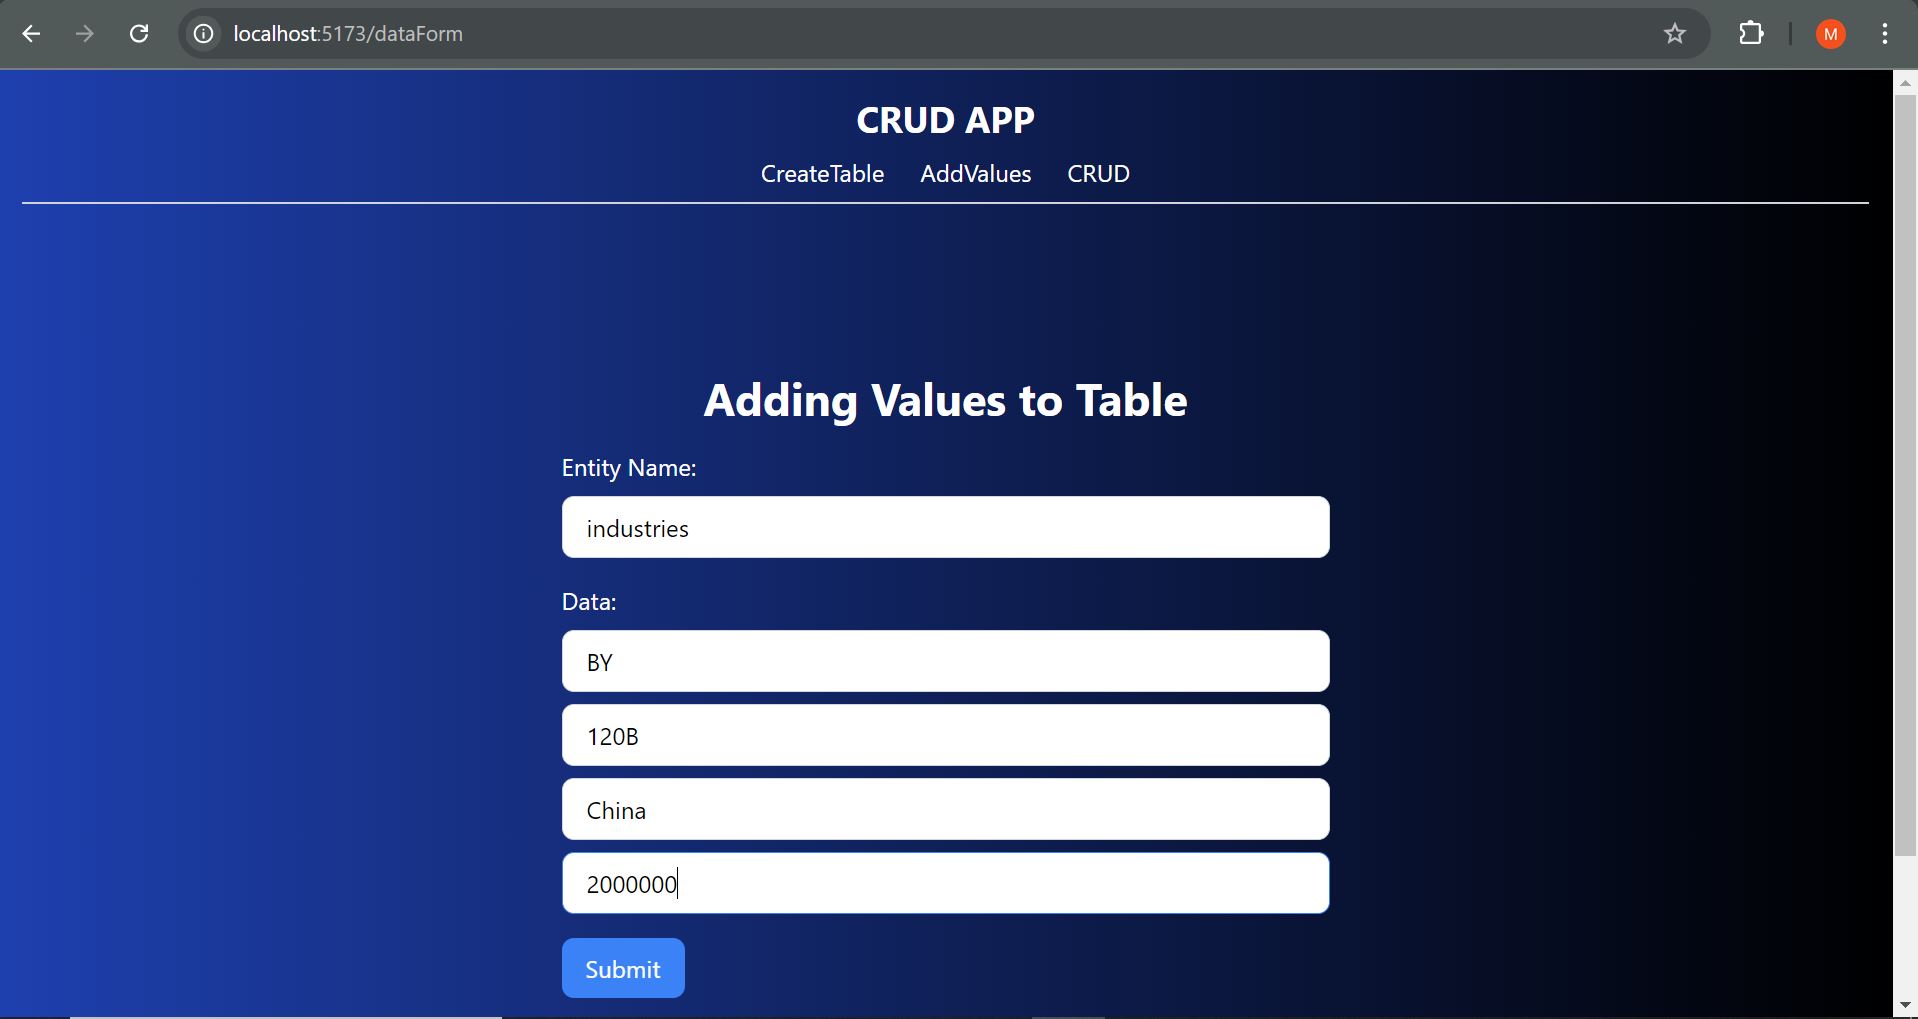 localhost:5173/dataForm
M
CRUD APP
CreateTable AddValues CRUD
Adding Values to Table
Entity Name:
industries
Data:
BY
120B
China
2000000
Submit